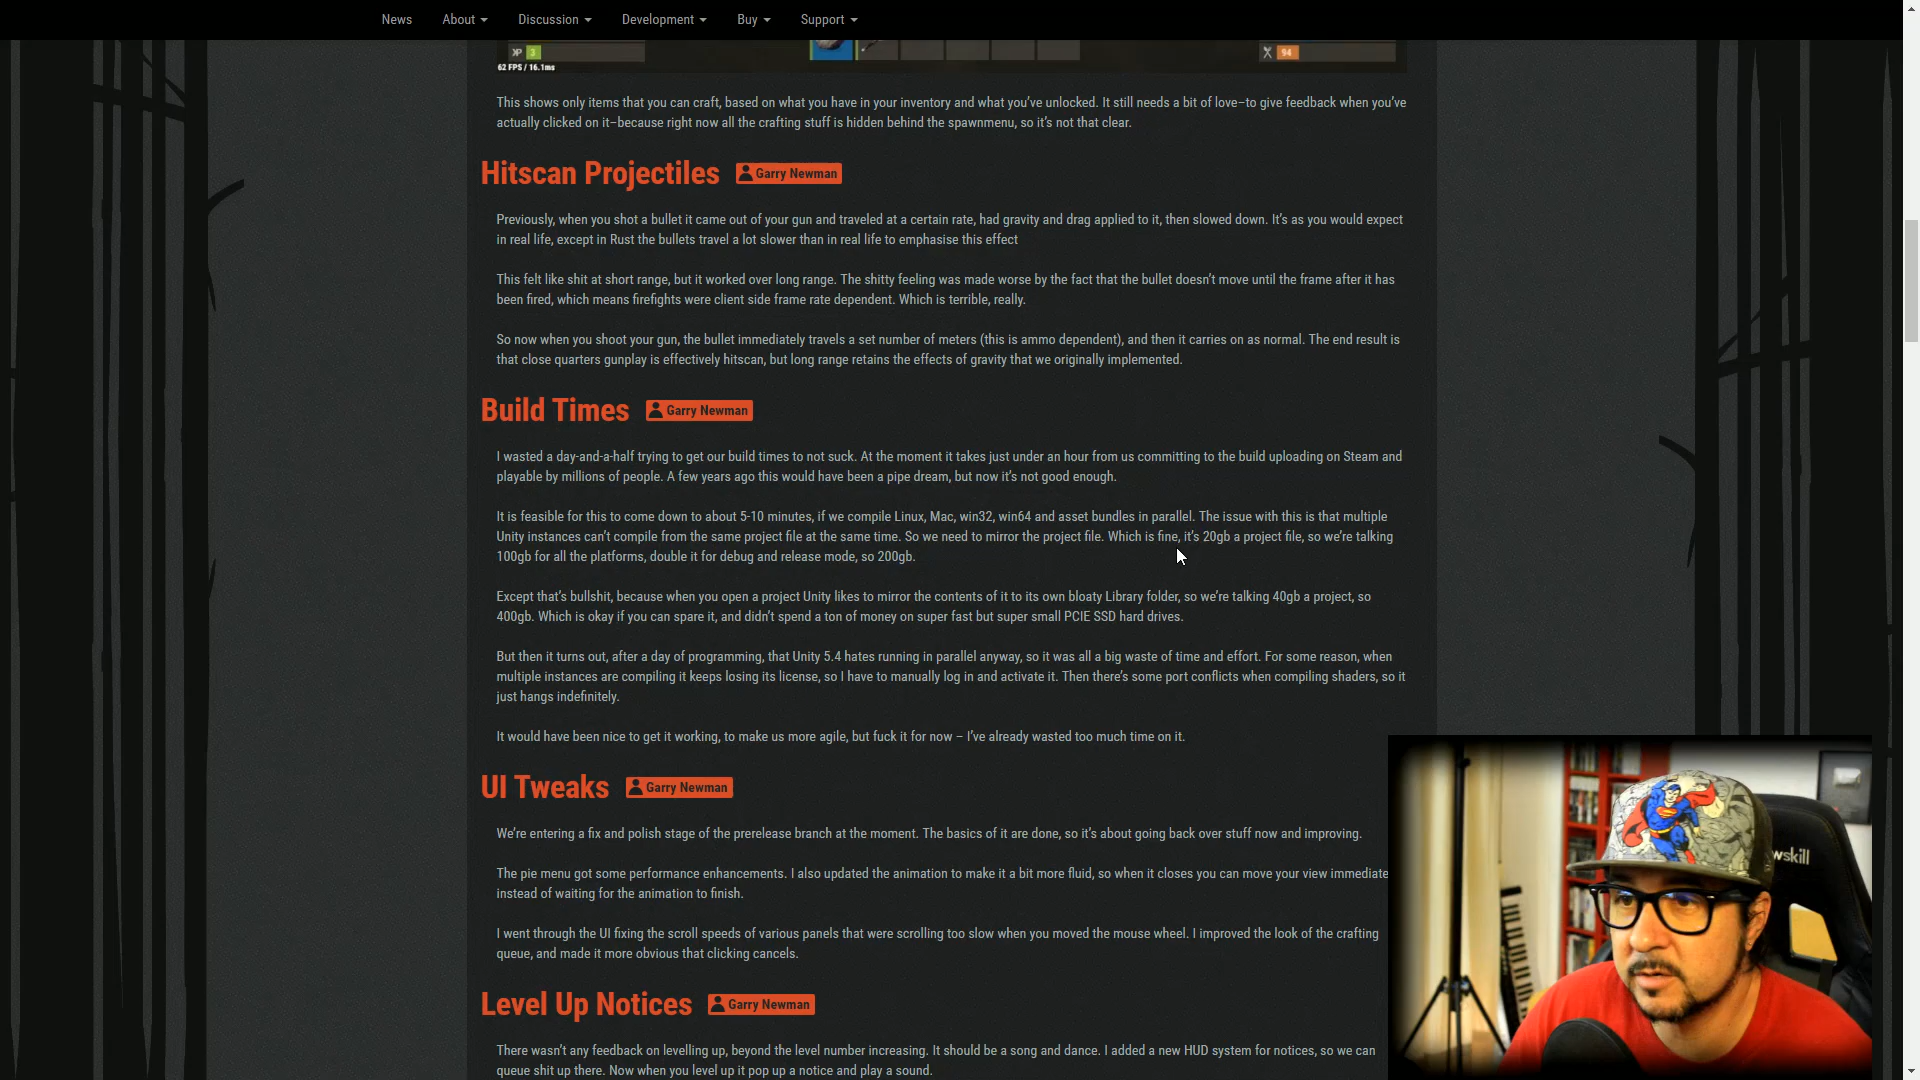 News About Discussion Development Buy Support
XP 3
94
62 FPS / 16.1ms
This shows only items that you can craft, based on what you have in your inventory and what you've unlocked. It still needs a bit of love–to give feedback when you've
actually clicked on it–because right now all the crafting stuff is hidden behind the spawnmenu, so it's not that clear.
Hitscan Projectiles Garry Newman
Previously, when you shot a bullet it came out of your gun and traveled at a certain rate, had gravity and drag applied to it, then slowed down. It's as you would expect
in real life, except in Rust the bullets travel a lot slower than in real life to emphasise this effect
This felt like shit at short range, but it worked over long range. The shitty feeling was made worse by the fact that the bullet doesn't move until the frame after it has
been fired, which means firefights were client side frame rate dependent. Which is terrible, really.
So now when you shoot your gun, the bullet immediately travels a set number of meters (this is ammo dependent), and then it carries on as normal. The end result is
that close quarters gunplay is effectively hitscan, but long range retains the effects of gravity that we originally implemented.
Build Times Garry Newman
I wasted a day-and-a-half trying to get our build times to not suck. At the moment it takes just under an hour from us committing to the build uploading on Steam and
playable by millions of people. A few years ago this would have been a pipe dream, but now it's not good enough.
It is feasible for this to come down to about 5-10 minutes, if we compile Linux, Mac, win32, win64 and asset bundles in parallel. The issue with this is that multiple
Unity instances can't compile from the same project file at the same time. So we need to mirror the project file. Which is fine, it's 20gb a project file, so we're talking
100gb for all the platforms, double it for debug and release mode, so 200gb.
Except that's bullshit, because when you open a project Unity likes to mirror the contents of it to its own bloaty Library folder, so we're talking 40gb a project, so
400gb. Which is okay if you can spare it, and didn't spend a ton of money on super fast but super small PCIE SSD hard drives.
But then it turns out, after a day of programming, that Unity 5.4 hates running in parallel anyway, so it was all a big waste of time and effort. For some reason, when
multiple instances are compiling it keeps losing its license, so I have to manually log in and activate it. Then there's some port conflicts when compiling shaders, so it
just hangs indefinitely.
It would have been nice to get it working, to make us more agile, but fuck it for now – I've already wasted too much time on it.
UI Tweaks Garry Newman
We're entering a fix and polish stage of the prerelease branch at the moment. The basics of it are done, so it's about going back over stuff now and improving.
The pie menu got some performance enhancements. I also updated the animation to make it a bit more fluid, so when it closes you can move your view immediate
instead of waiting for the animation to finish.
I went through the UI fixing the scroll speeds of various panels that were scrolling too slow when you moved the mouse wheel. I improved the look of the crafting
queue, and made it more obvious that clicking cancels.
wskill
Level Up Notices Garry Newman
There wasn't any feedback on levelling up, beyond the level number increasing. It should be a song and dance. I added a new HUD system for notices, so we can
queue shit up there. Now when you level up it pop up a notice and play a sound.